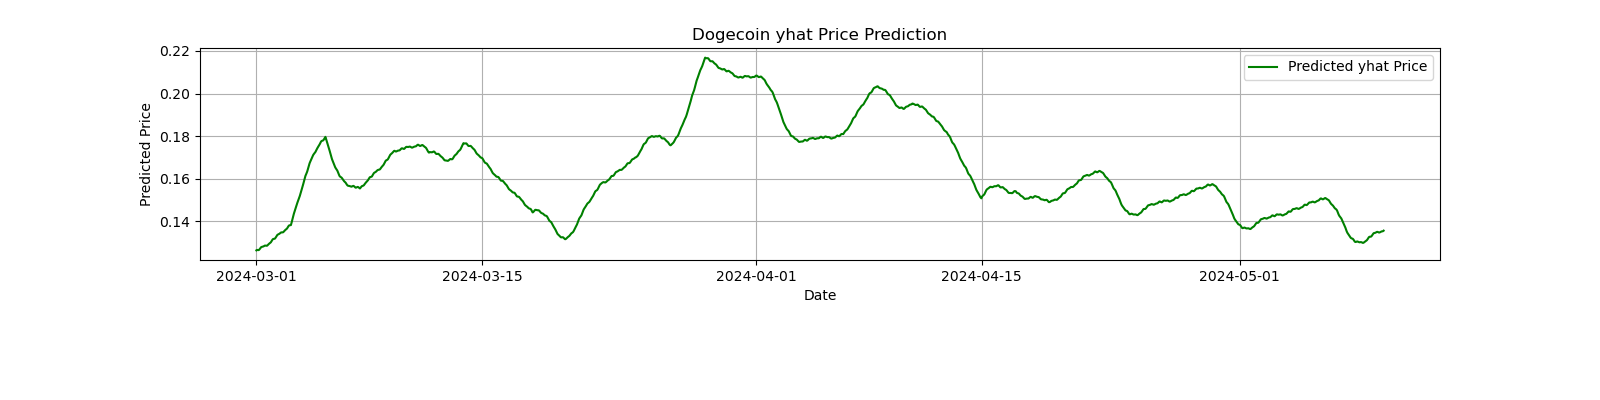 Dogecoin yhat Price Prediction
Predicted yhat Price
Predicted Price
0.22
0.20
0.18
0.16
0.14
2024-03-01
2024-03-15
2024-04-01
2024-04-15
2024-05-01
Date